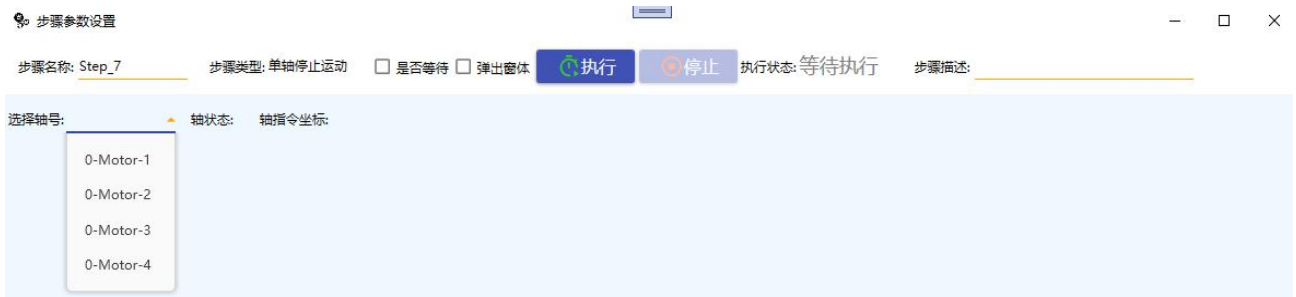 步骤参数设置
步骤名称: Step_7 步骤类型: 单轴停止运动 是否等待 弹出窗体 执行 停止 执行状态: 等待执行 步骤描述:
选择轴号: 轴状态: 轴指令坐标:
0-Motor-1
0-Motor-2
0-Motor-3
0-Motor-4